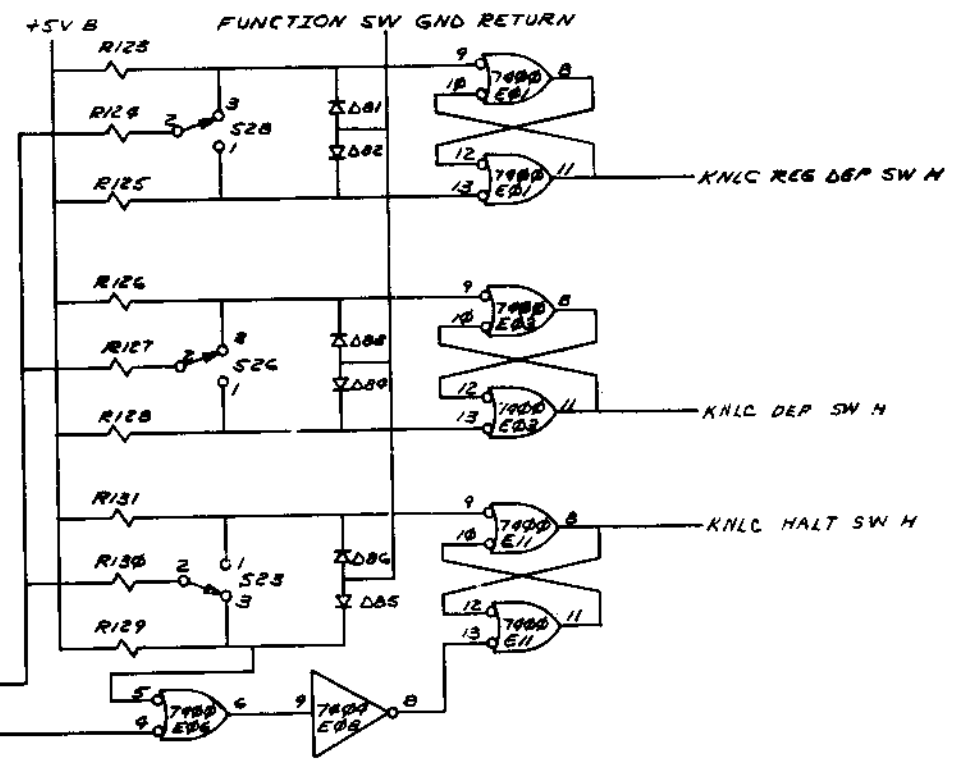 +5V B
FUNCTION SW GND RETURN
R123
9
7400
E01
8
10
R124
2
3
S28
1
D81
D82
12
7400
E01
11
13
KNLC REG DEP SW H
R125
R126
9
7400
E03
8
10
R127
2
3
S26
1
D83
D84
12
7400
E03
11
13
KNLC DEP SW H
R128
R131
9
7400
E11
8
10
KNLC HALT SW H
R130
2
1
S23
3
D86
D85
12
7400
E11
11
13
R129
5
7400
E06
6
4
9
7404
E08
8